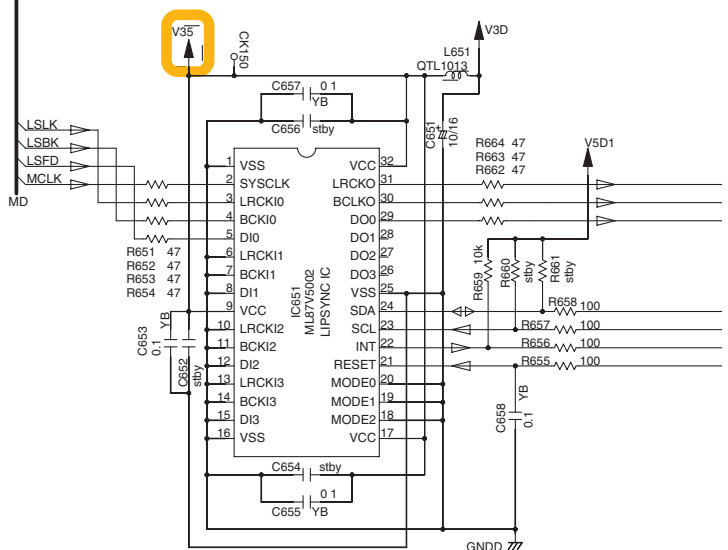 V35
CK150
L651
QTL1013
V3D
C657 0 1
YB
C656 stby
C651
10/16
R664 47
R663 47
R662 47
V5D1
LSLK
LSBK
LSFD
MCLK
MD
1 VSS
2 SYSCLK
3 LRCKI0
4 BCKI0
5 DI0
6 LRCKI1
7 BCKI1
8 DI1
9 VCC
10 LRCKI2
11 BCKI2
12 DI2
13 LRCKI3
14 BCKI3
15 DI3
16 VSS
IC651
ML87V5002
LIPSYNC IC
VCC 32
LRCKO 31
BCLKO 30
DO0 29
DO1 28
DO2 27
DO3 26
VSS 25
SDA 24
SCL 23
INT 22
RESET 21
MODE0 20
MODE1 19
MODE2 18
VCC 17
R651 47
R652 47
R653 47
R654 47
C653
0.1
YB
C652
stby
R659 10k
R660
stby
R661
stby
R658 100
R657 100
R656 100
R655 100
C658
0.1
YB
C654 stby
C655 0 1
YB
GNDD